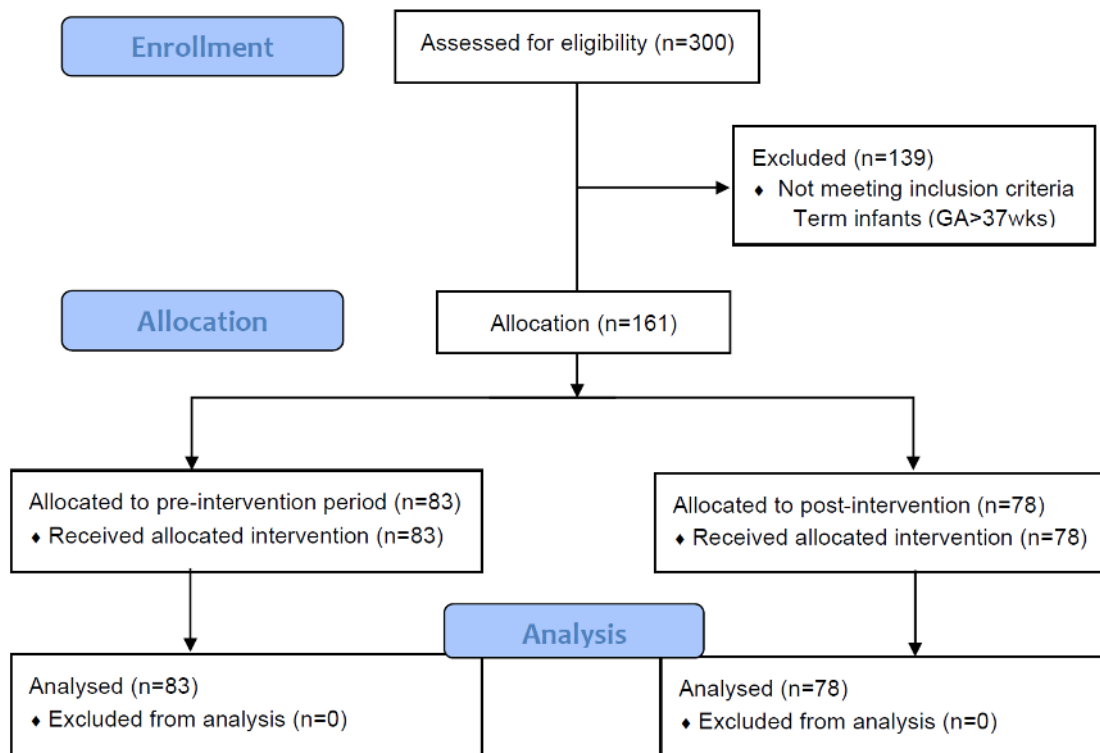 Enrollment
Assessed for eligibility (n=300)
Excluded (n=139)
♦ Not meeting inclusion criteria
Term infants (GA>37wks)
Allocation
Allocation (n=161)
Allocated to pre-intervention period (n=83)
♦ Received allocated intervention (n=83)
Allocated to post-intervention (n=78)
♦ Received allocated intervention (n=78)
Analysis
Analysed (n=83)
♦ Excluded from analysis (n=0)
Analysed (n=78)
♦ Excluded from analysis (n=0)